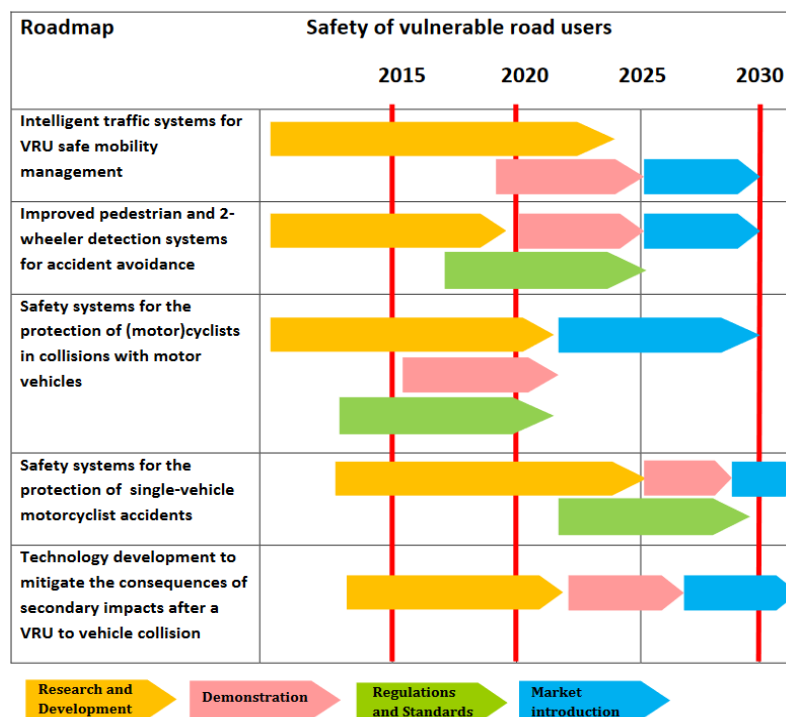 Roadmap
Safety of vulnerable road users
2015
2020
2025
2030
Intelligent traffic systems for
VRU safe mobility
management
Improved pedestrian and 2-
wheeler detection systems
for accident avoidance
Safety systems for the
protection of (motor)cyclists
in collisions with motor
vehicles
Safety systems for the
protection of single-vehicle
motorcyclist accidents
Technology development to
mitigate the consequences of
secondary impacts after a
VRU to vehicle collision
Research and
Development
Demonstration
Regulations
and Standards
Market
introduction